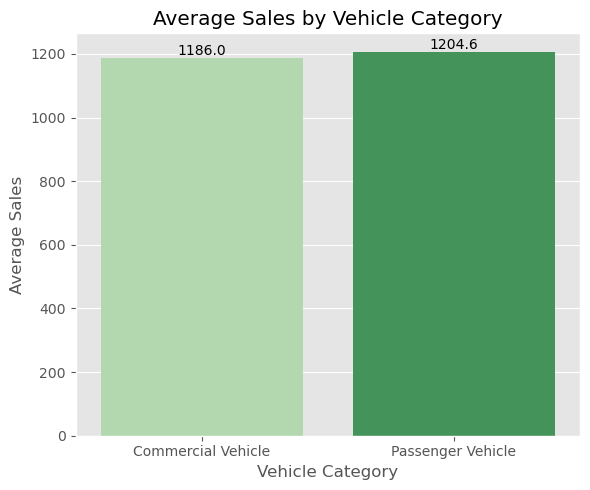 Average Sales by Vehicle Category
1186.0
1204.6
1200
1000
800
600
400
200
0
Average Sales
Commercial Vehicle
Passenger Vehicle
Vehicle Category